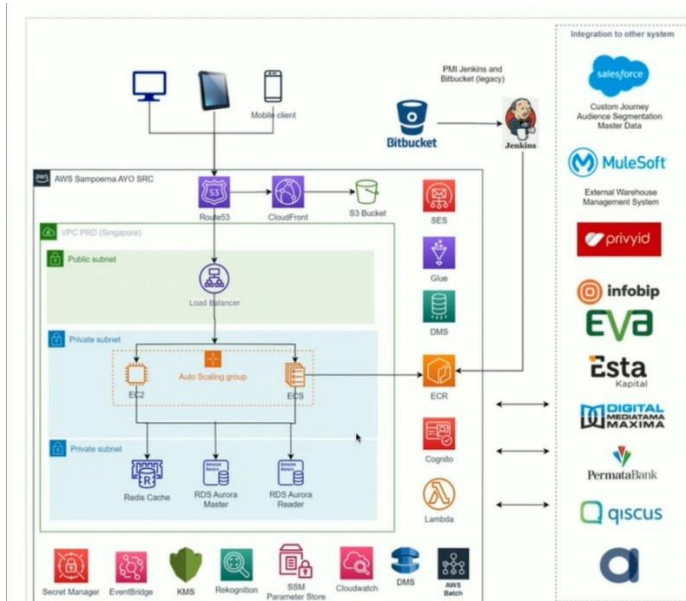 Integration to other system
salesforce
Custom Journey
Audience Segmentation
Master Data
MuleSoft
External Warehouse
Management System
privyid
infobip
EVA
Esta
Kapital
DIGITAL
MEDIATAMA
MAXIMA
PermataBank
qiscus
PMI Jenkins and
Bitbucket (legacy)
Mobile client
Bitbucket
Jenkins
aws
AWS Sampoerna AYO SRC
53
Route53
CloudFront
S3 Bucket
SES
VPC PRD (Singapore)
Public subnet
Load Balancer
Glue
DMS
Private subnet
Auto Scaling group
EC2
ECS
ECR
Private subnet
Cognito
R
Redis Cache
RDS Aurora
Master
RDS Aurora
Reader
Lambda
Secret Manager
EventBridge
KMS
Rekognition
SSM
Parameter Store
Cloudwatch
DMS
AWS
Batch